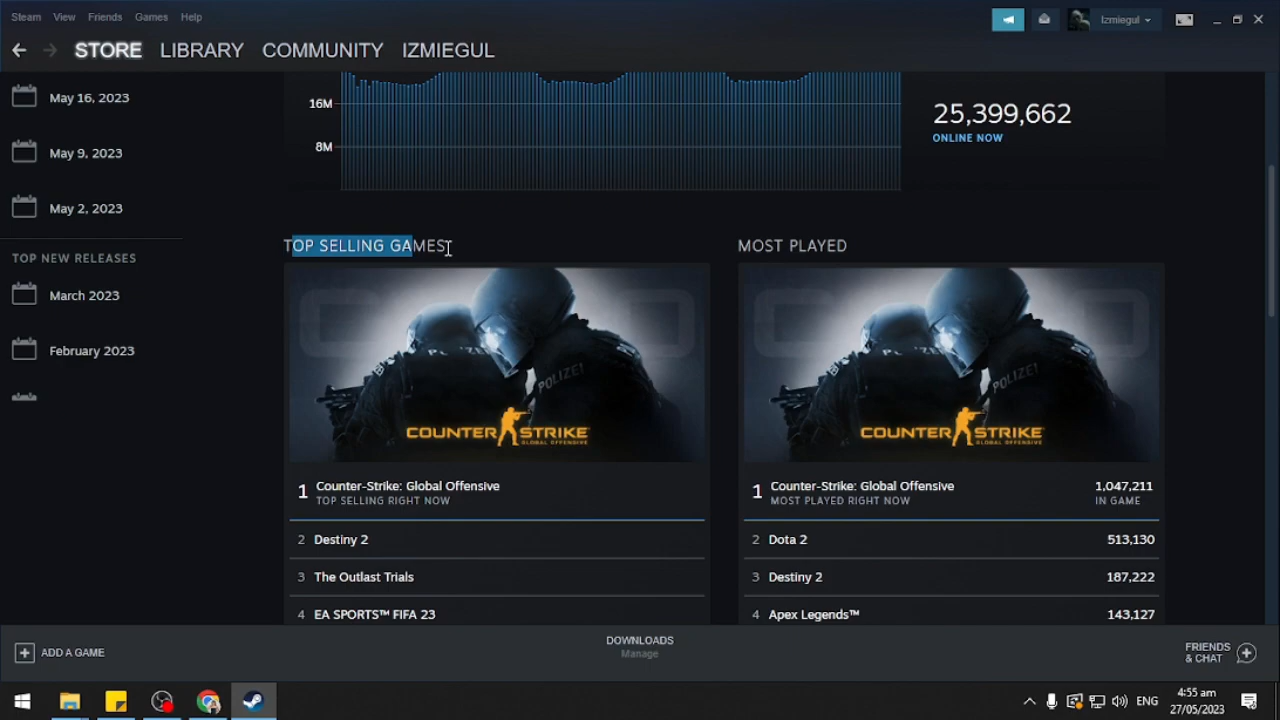 Steam View Friends Games Help
Izmiegul
STORE LIBRARY COMMUNITY IZMIEGUL
May 16, 2023
May 9, 2023
May 2, 2023
TOP NEW RELEASES
March 2023
February 2023
16M
8M
25,399,662
ONLINE NOW
TOP SELLING GAMES
POLIZEI
COUNTER STRIKE
GLOBAL OFFENSIVE
1 Counter-Strike: Global Offensive
TOP SELLING RIGHT NOW
2 Destiny 2
3 The Outlast Trials
4 EA SPORTS™ FIFA 23
MOST PLAYED
POLIZEI
COUNTER STRIKE
GLOBAL OFFENSIVE
1 Counter-Strike: Global Offensive 1,047,211
MOST PLAYED RIGHT NOW IN GAME
2 Dota 2 513,130
3 Destiny 2 187,222
4 Apex Legends™ 143,127
ADD A GAME
DOWNLOADS
Manage
FRIENDS
& CHAT
ENG
4:55 am
27/05/2023